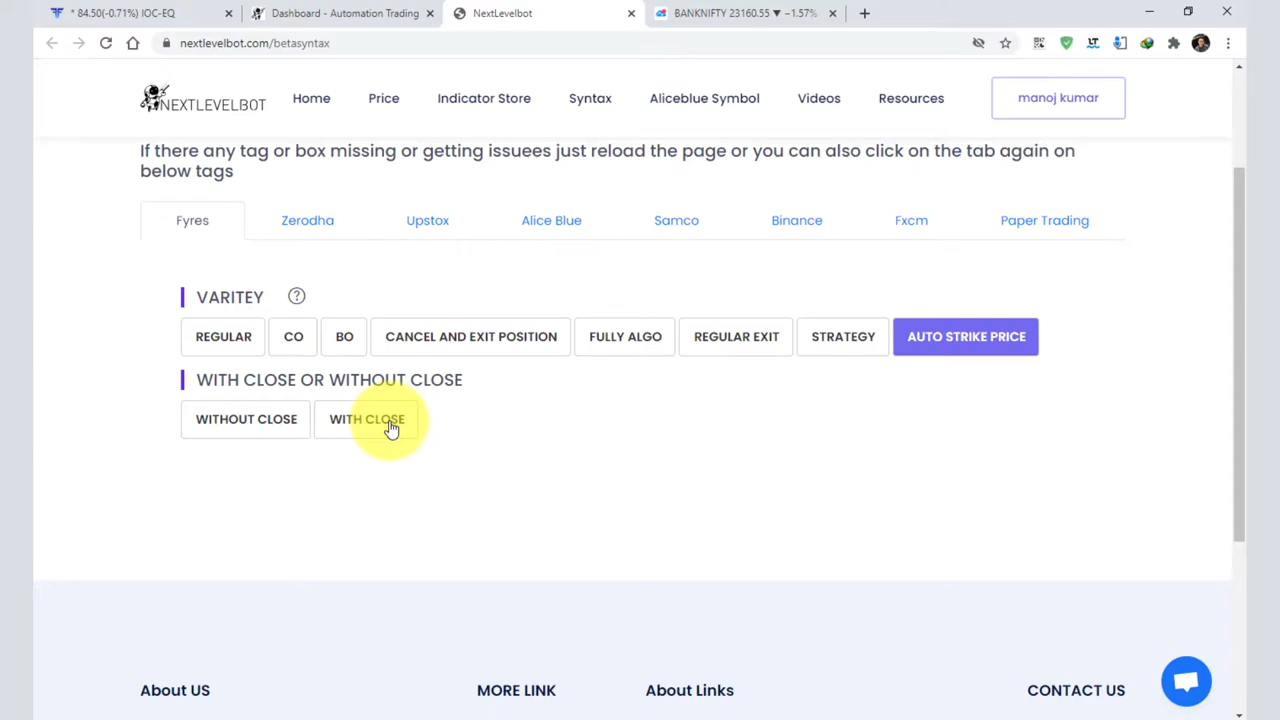 * 84.50(-0.71%) IOC-EQ
Dashboard - Automation Trading
NextLevelbot
BANKNIFTY 23160.55 ▼ −1.57%
nextlevelbot.com/betasyntax
NEXTLEVELBOT
Home
Price
Indicator Store
Syntax
Aliceblue Symbol
Videos
Resources
manoj kumar
If there any tag or box missing or getting issuees just reload the page or you can also click on the tab again on
below tags
Fyres
Zerodha
Upstox
Alice Blue
Samco
Binance
Fxcm
Paper Trading
VARITEY
REGULAR
CO
BO
CANCEL AND EXIT POSITION
FULLY ALGO
REGULAR EXIT
STRATEGY
AUTO STRIKE PRICE
WITH CLOSE OR WITHOUT CLOSE
WITHOUT CLOSE
WITH CLOSE
About US
MORE LINK
About Links
CONTACT US